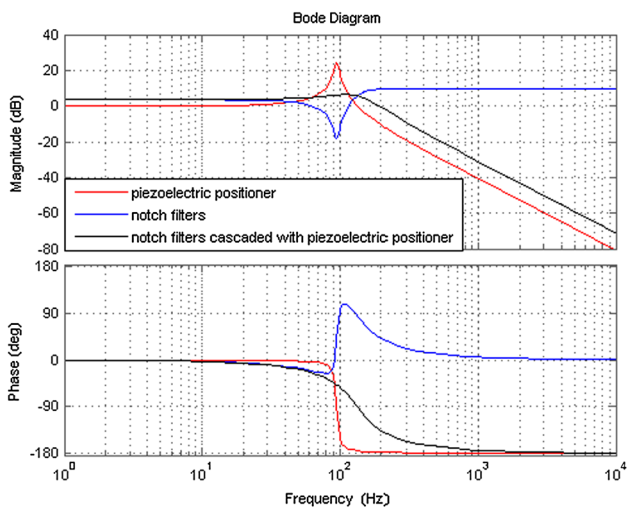 Bode Diagram
Magnitude (dB)
40
20
0
-20
-40
-60
-80
piezoelectric positioner
notch filters
notch filters cascaded with piezoelectric positioner
Phase (deg)
180
90
0
-90
-180
10^0 10^1 10^2 10^3 10^4
Frequency (Hz)